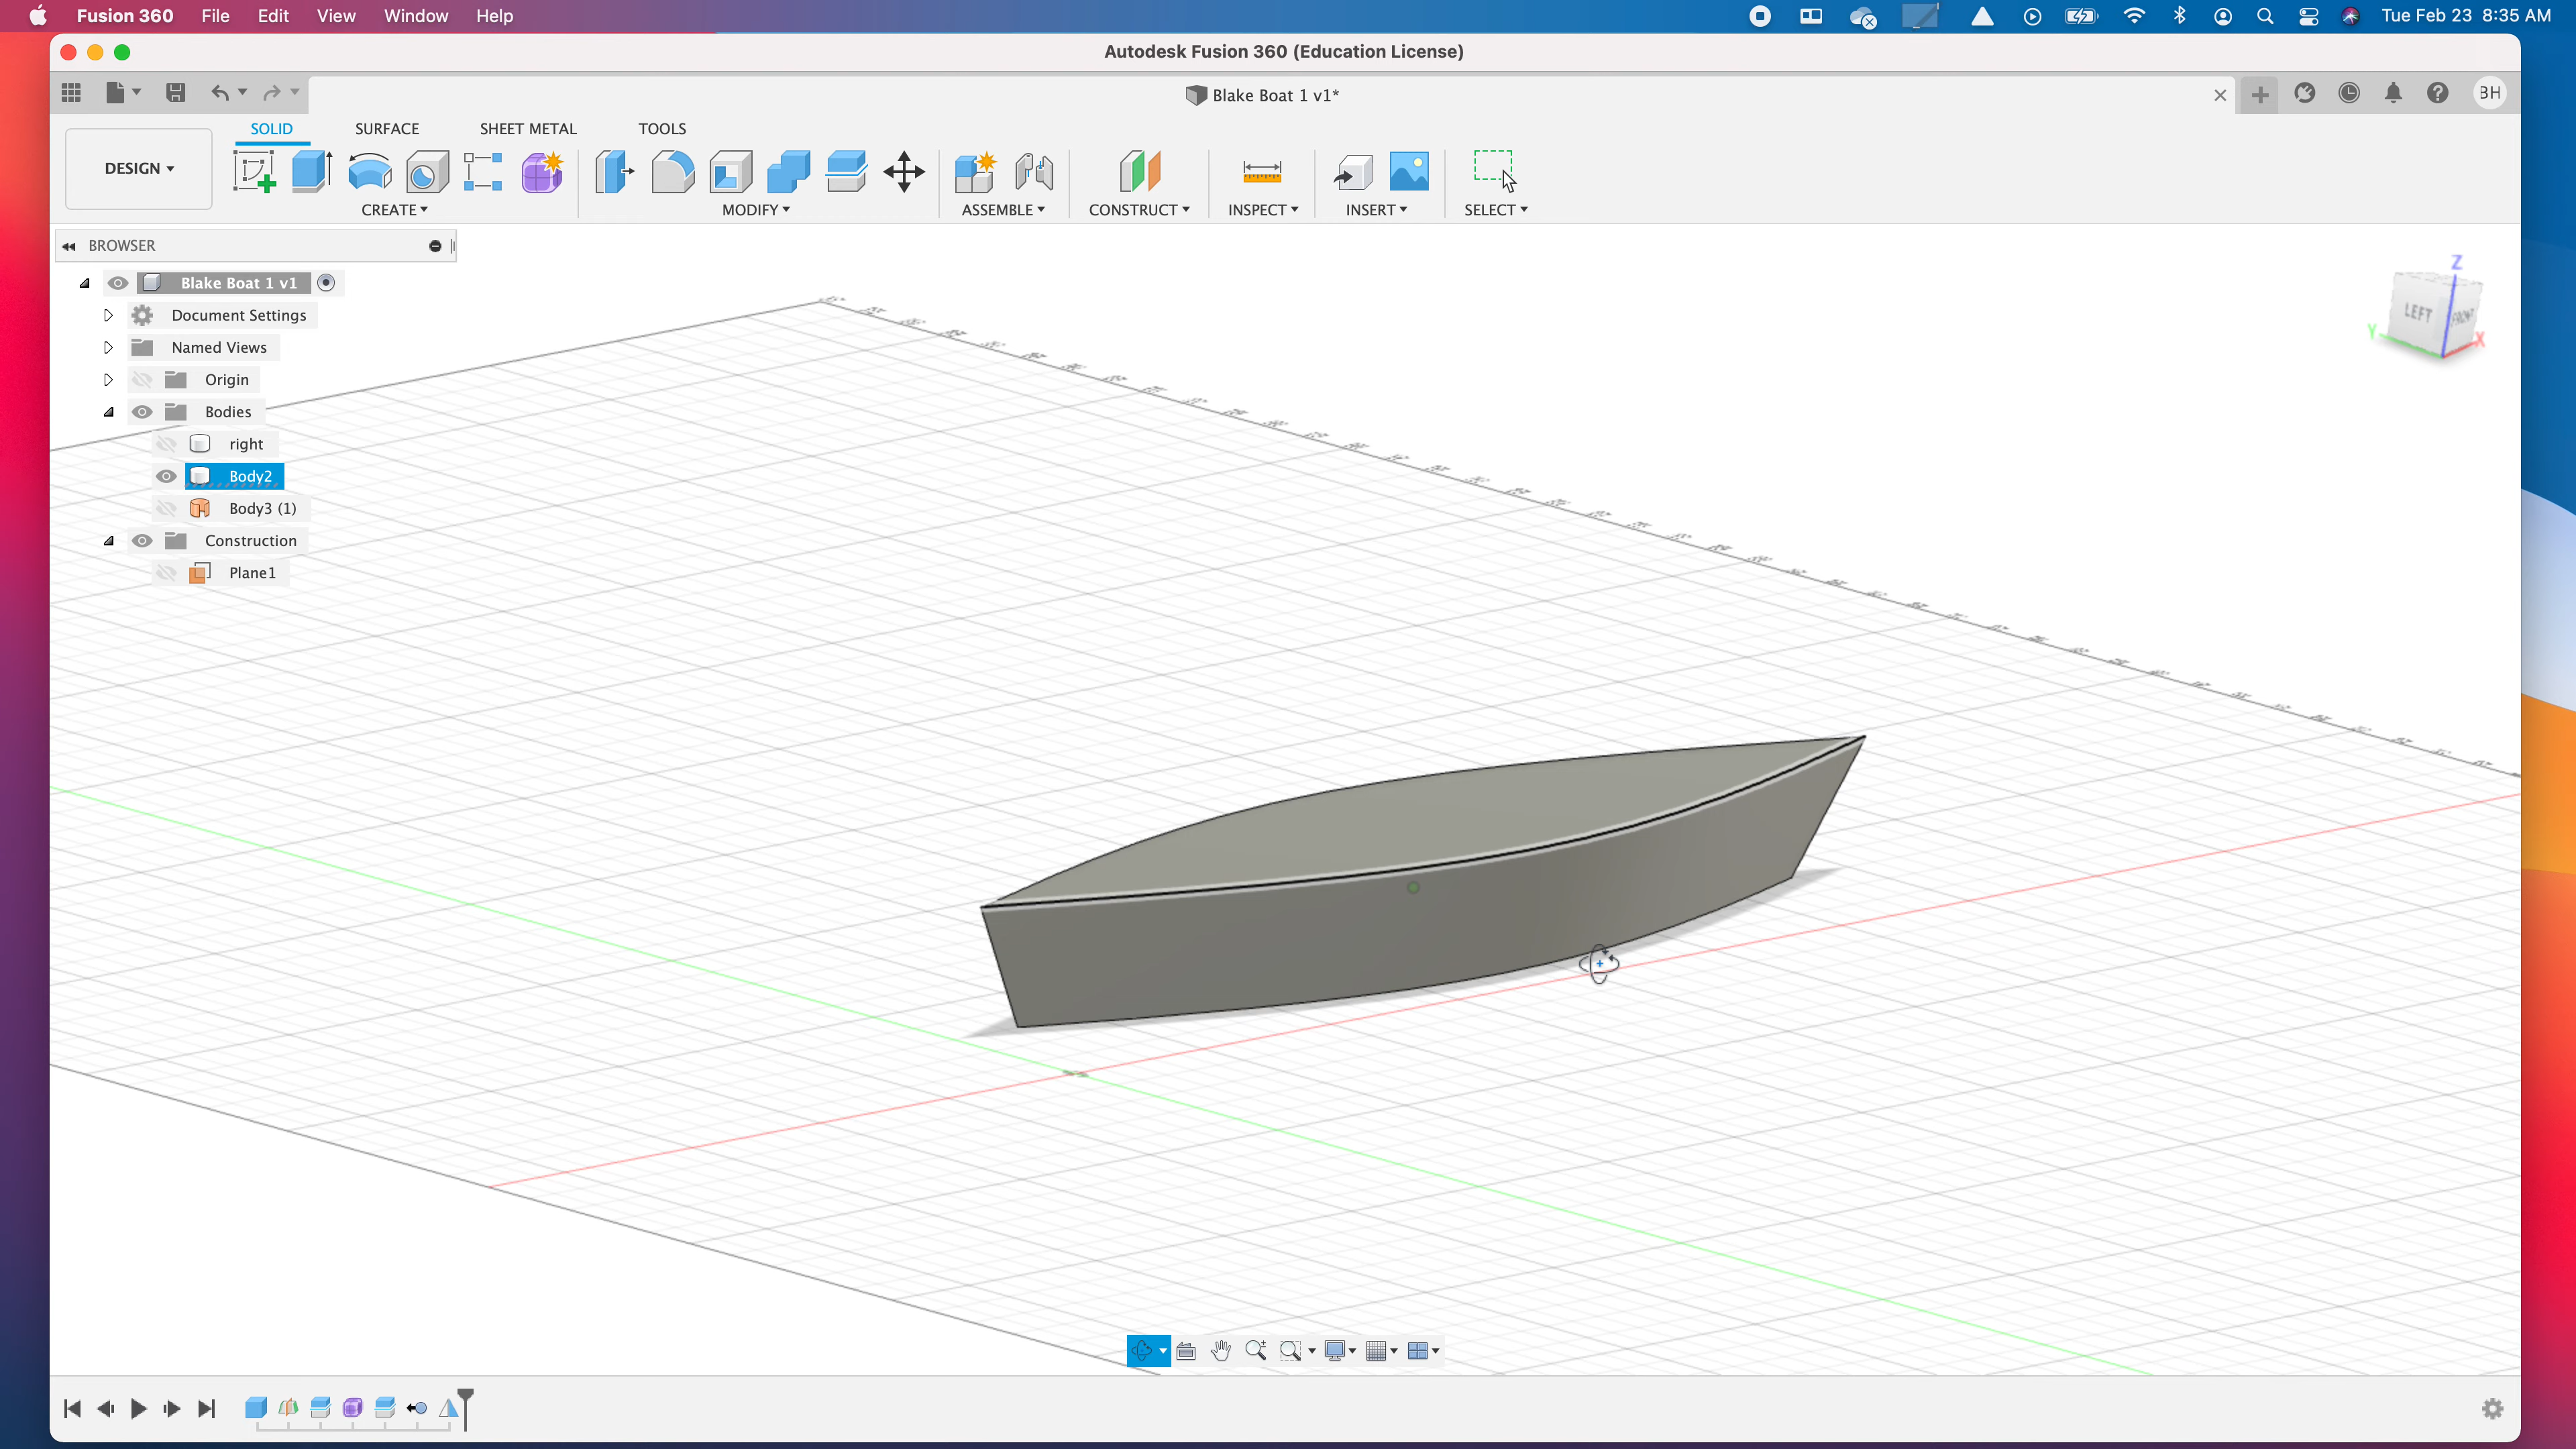 Fusion 360 File Edit View Window Help Tue Feb 23 8:35 AM
Autodesk Fusion 360 (Education License)
Blake Boat 1 v1*
BH
SOLID SURFACE SHEET METAL TOOLS
DESIGN
CREATE MODIFY ASSEMBLE CONSTRUCT INSPECT INSERT SELECT
BROWSER
Blake Boat 1 v1
Document Settings
Named Views
Origin
Bodies
right
Body2
Body3 (1)
Construction
Plane1
Z
LEFT FRONT
Y X